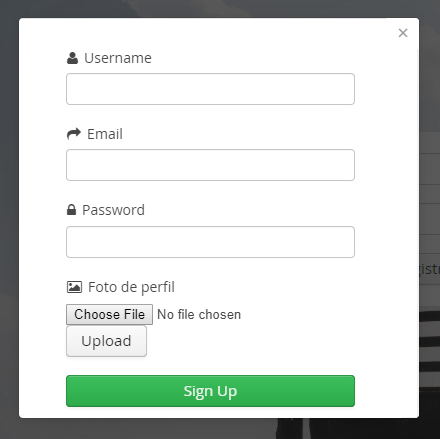 ×
Username
Email
Password
Foto de perfil
Choose File No file chosen
Upload
Sign Up